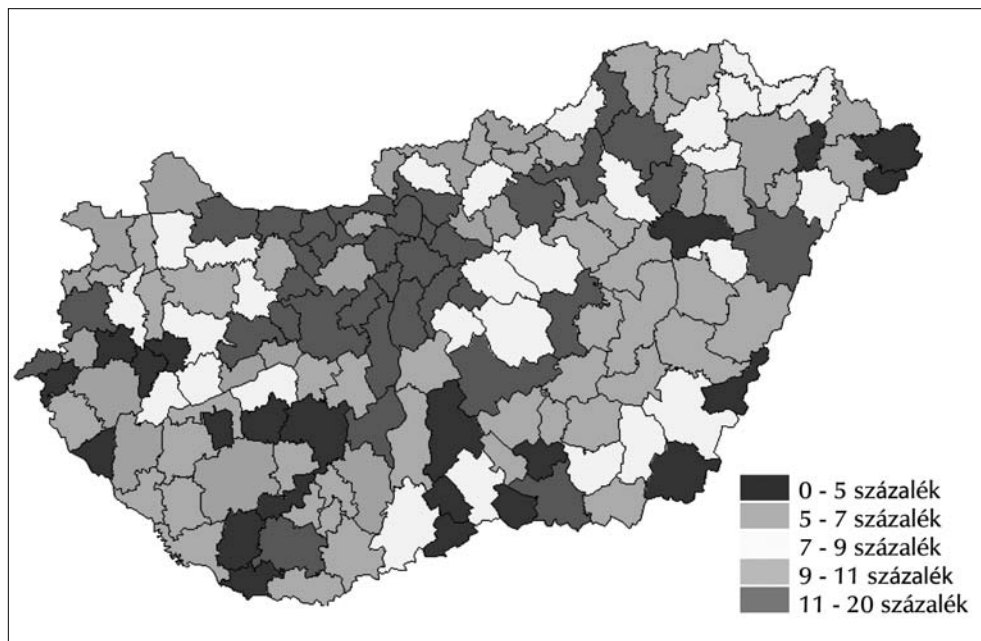 0 - 5 százalék
5 - 7 százalék
7 - 9 százalék
9 - 11 százalék
11 - 20 százalék